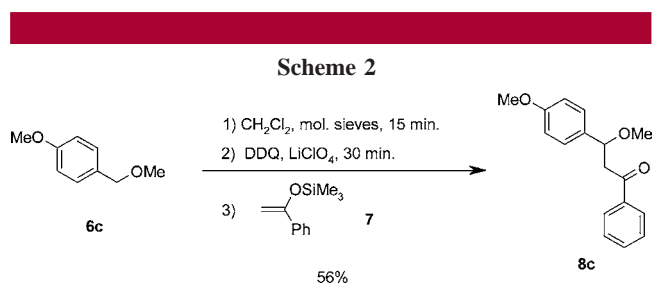 Scheme 2
MeO
OMe
6c
1) CH₂Cl₂, mol. sieves, 15 min.
2) DDQ, LiClO₄, 30 min.
3)
OSiMe₃
Ph
7
56%
MeO
OMe
O
8c